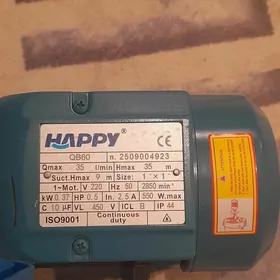 HAPPY® CE
QB60 n. 2509004923
Qmax 35 l/min Hmax 35 m
Suct.Hmax 9 m Size: 1"×1"
1~Mot. V 220 Hz 50 2850 min⁻¹
kW 0.37 HP 0.5 In. 2.5 A 550 W.max
C 10 µF VL 450 V ICL B IP 44
ISO9001 Continuous duty